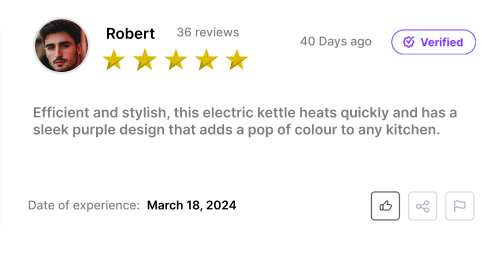 Robert 36 reviews
40 Days ago
Verified
Efficient and stylish, this electric kettle heats quickly and has a
sleek purple design that adds a pop of colour to any kitchen.
Date of experience: March 18, 2024